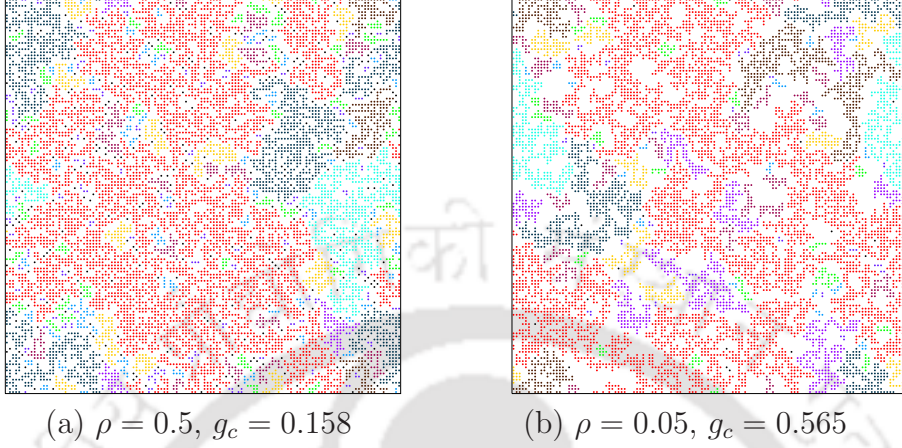 (a) ρ = 0.5, g_c = 0.158
(b) ρ = 0.05, g_c = 0.565